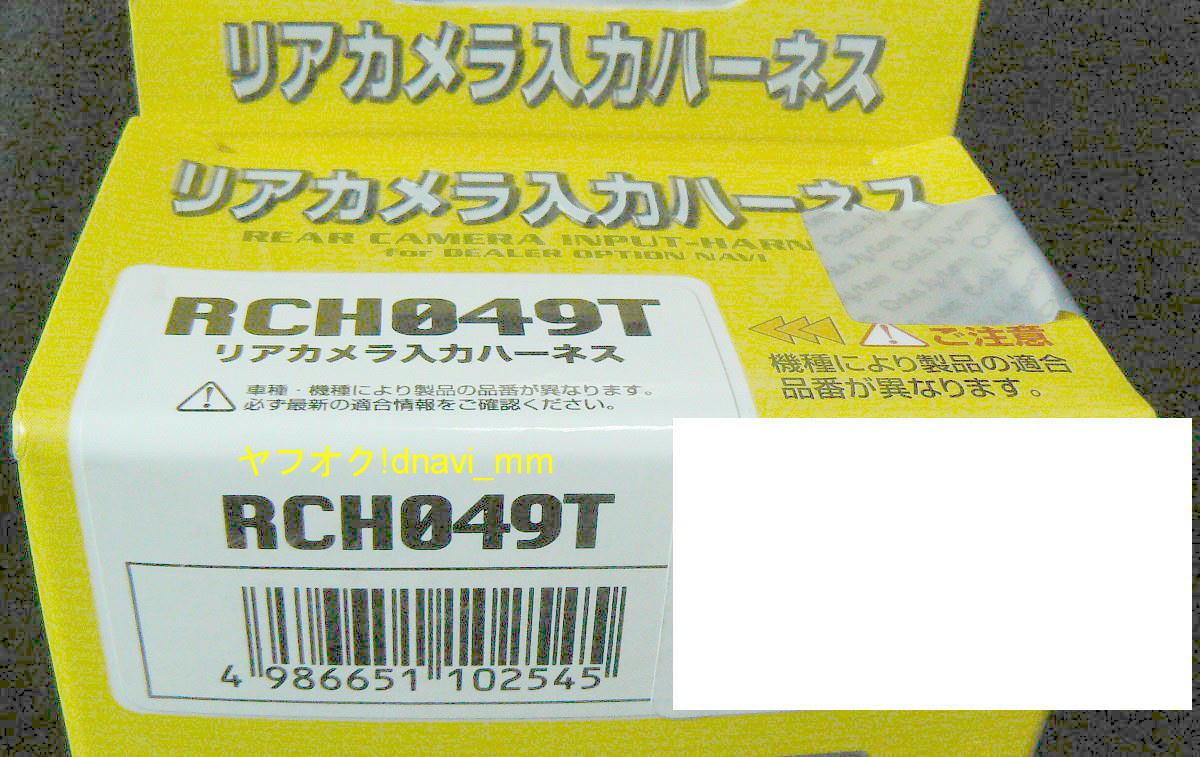 リアカメラ入力ハーネス
リアカメラ入力ハーネス
REAR CAMERA INPUT-HARN
for DEALER OPTION NAVI
RCH049T
リアカメラ入力ハーネス
車種・機種により製品の品番が異なります。
必ず最新の適合情報をご確認ください。
ご注意
機種により製品の適合
品番が異なります。
ヤフオク!dnavi_mm
RCH049T
4 986651 102545